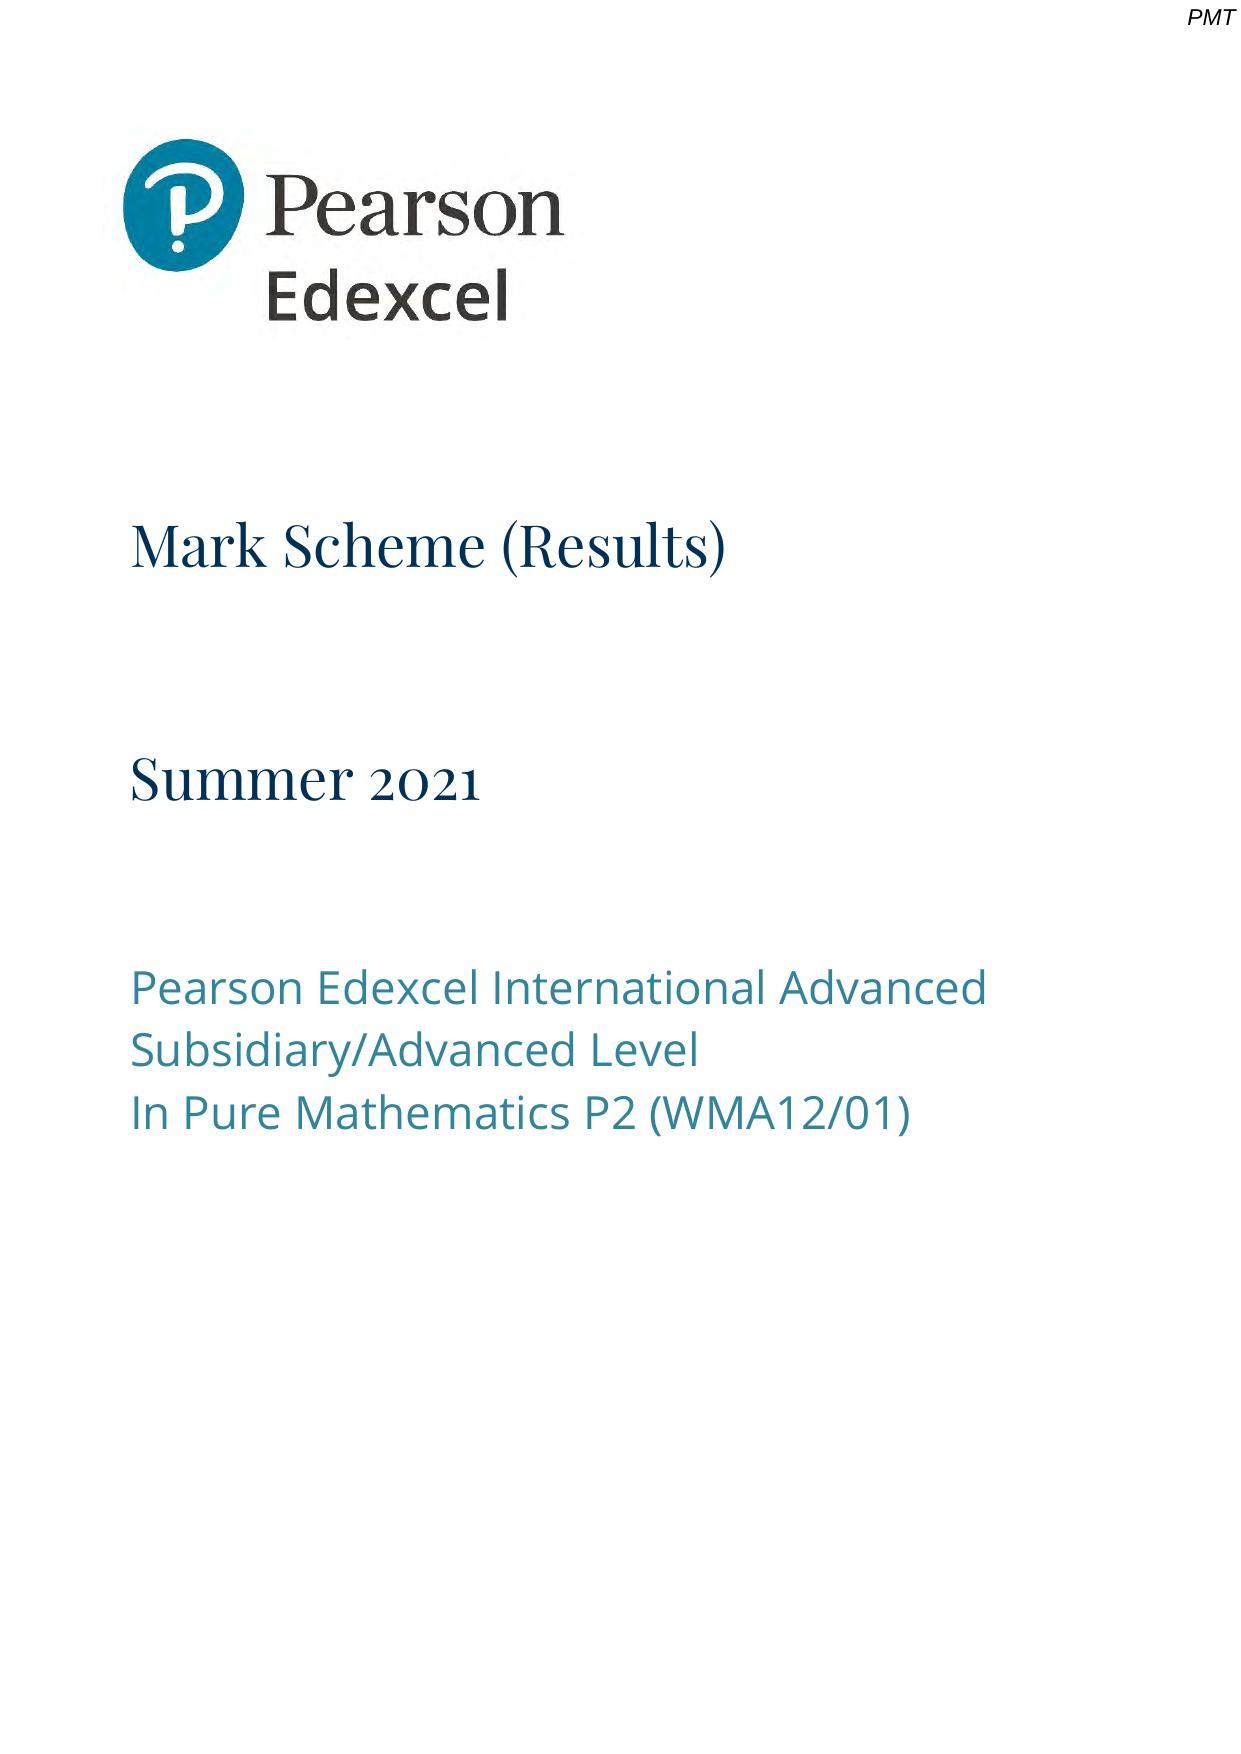 PMT
Pearson
Edexcel
Mark Scheme (Results)
Summer 2021
Pearson Edexcel International Advanced
Subsidiary/Advanced Level
In Pure Mathematics P2 (WMA12/01)